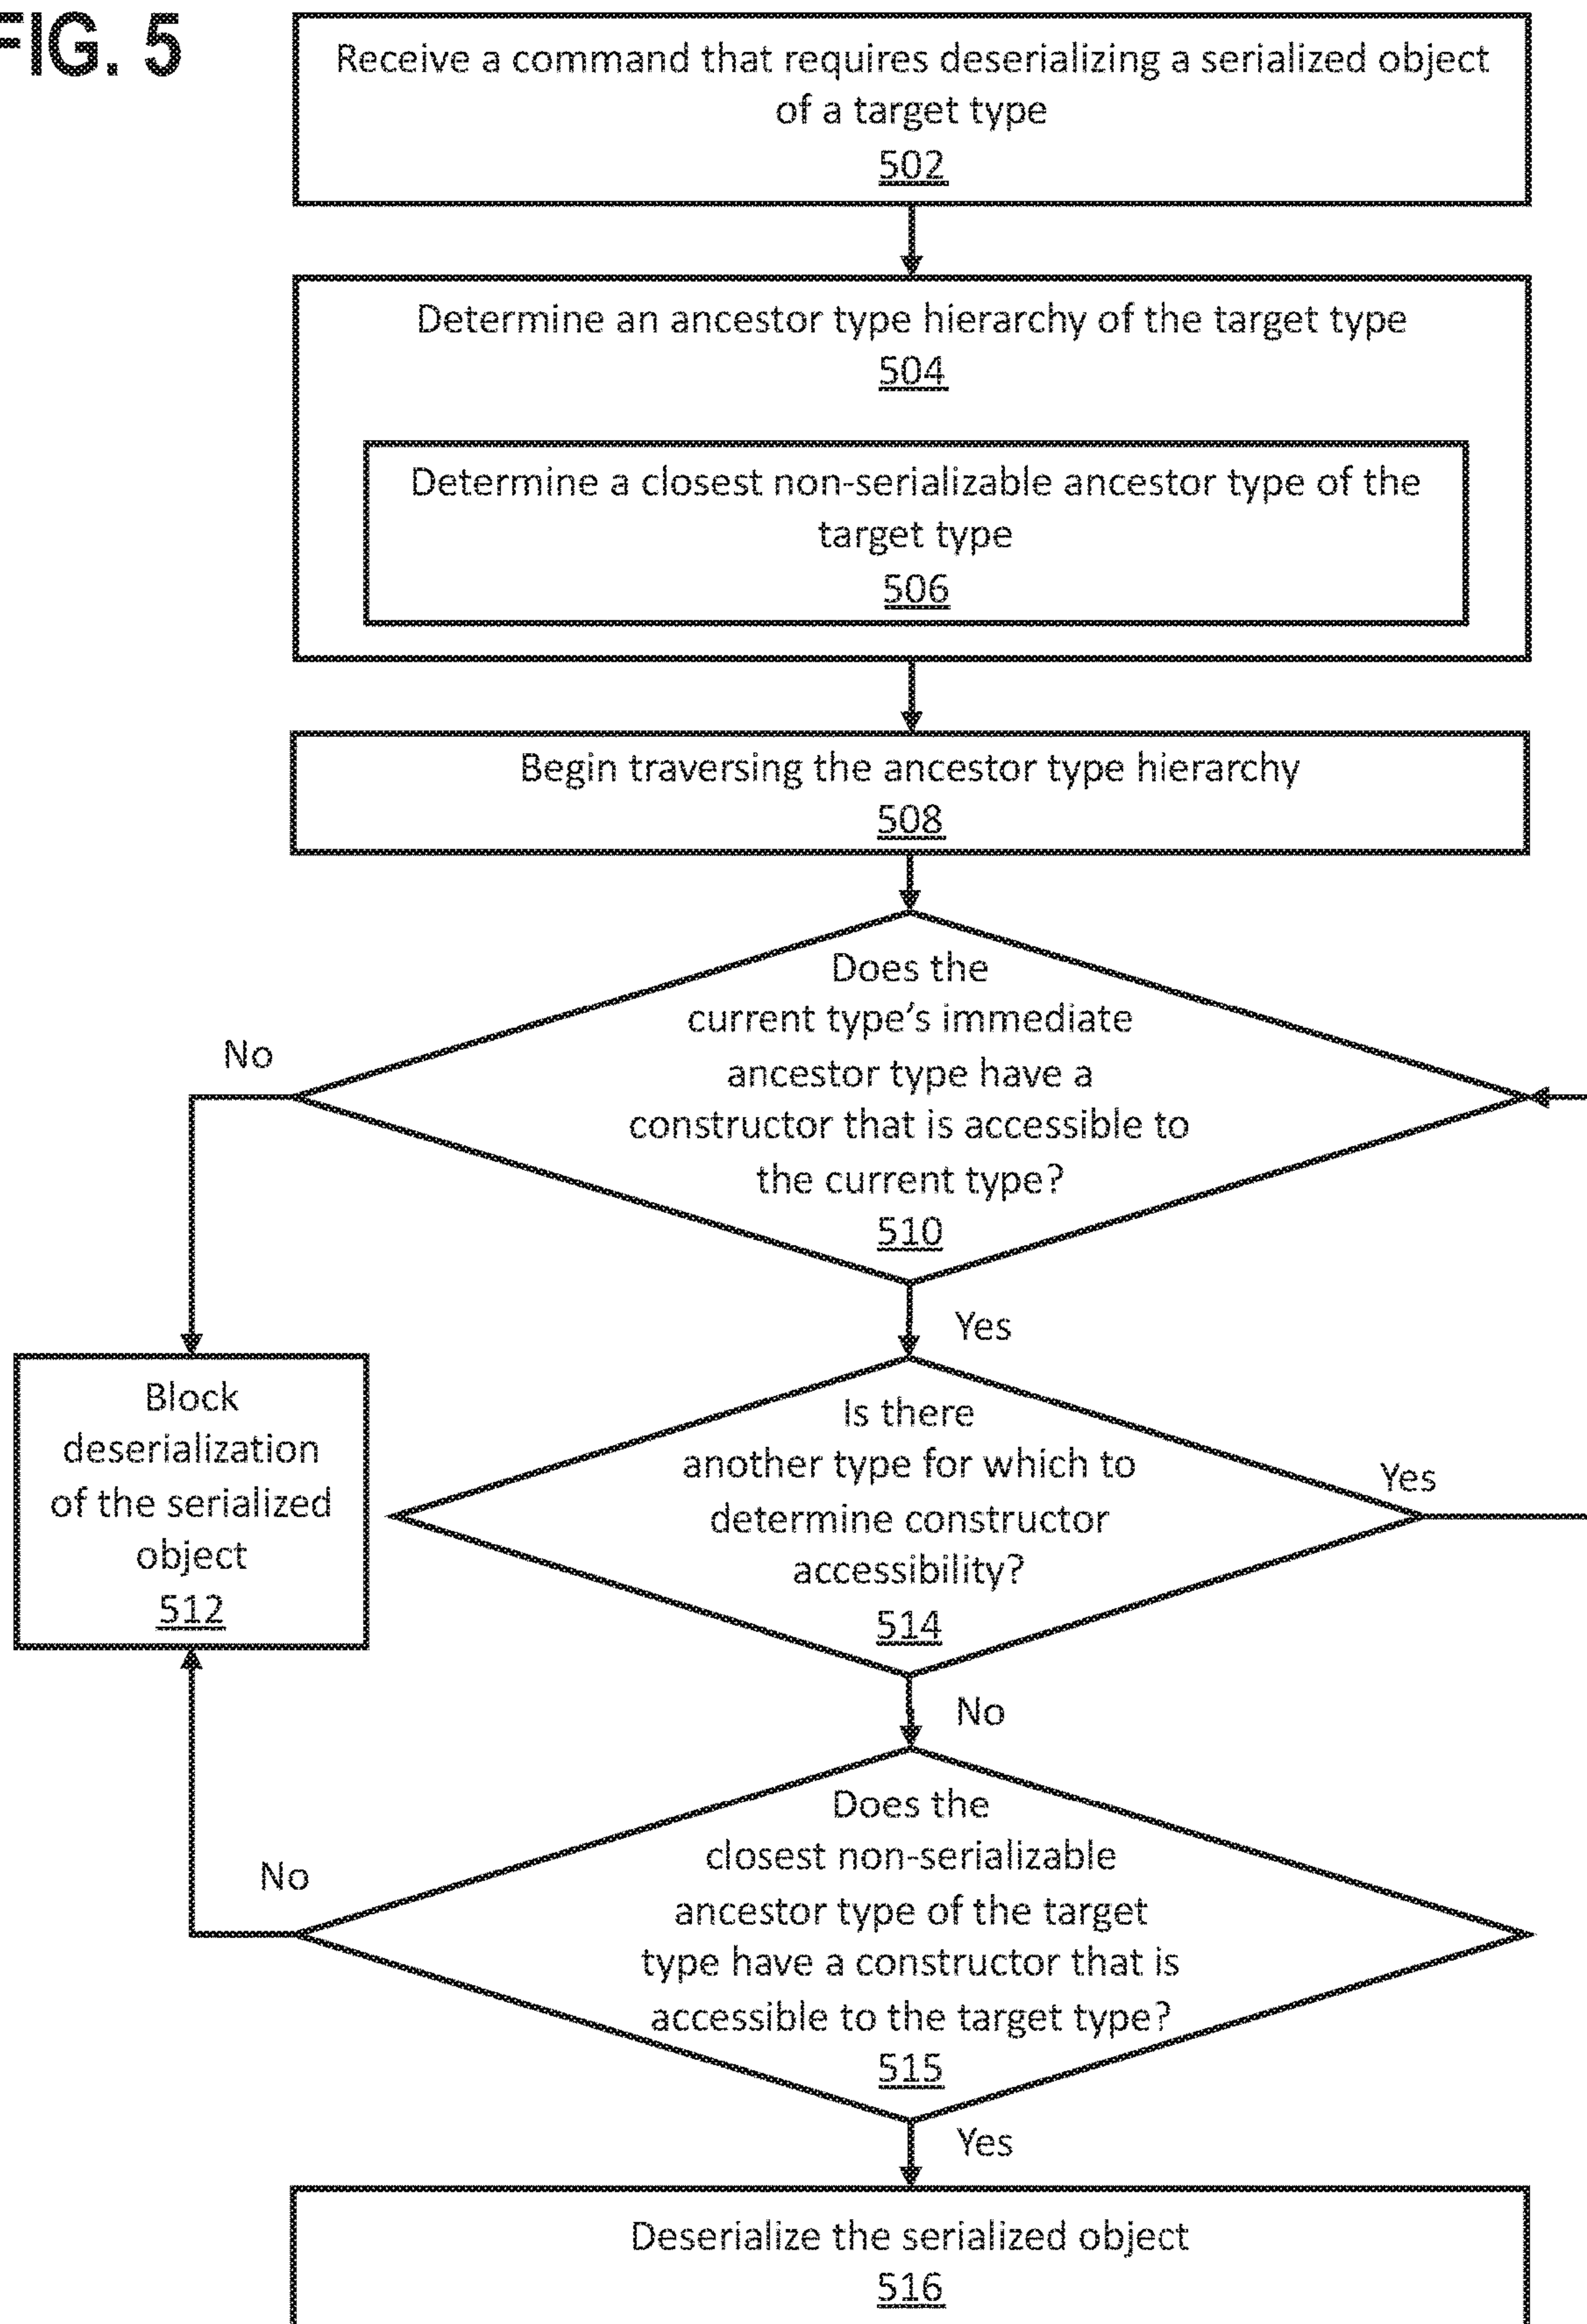 FIG. 5
Receive a command that requires deserializing a serialized object
of a target type
502
Determine an ancestor type hierarchy of the target type
504
Determine a closest non-serializable ancestor type of the
target type
506
Begin traversing the ancestor type hierarchy
508
Does the
current type's immediate
ancestor type have a
constructor that is accessible to
the current type?
510
No
Yes
Block
deserialization
of the serialized
object
512
Is there
another type for which to
determine constructor
accessibility?
514
Yes
No
Does the
closest non-serializable
ancestor type of the target
type have a constructor that is
accessible to the target type?
515
No
Yes
Deserialize the serialized object
516